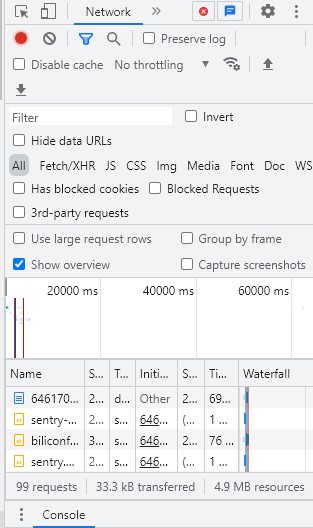 Network
Preserve log
Disable cache No throttling
Filter
Invert
Hide data URLs
All Fetch/XHR JS CSS Img Media Font Doc WS
Has blocked cookies Blocked Requests
3rd-party requests
Use large request rows Group by frame
Show overview Capture screenshots
20000 ms 40000 ms 60000 ms
Name S... T... Initi... S... Ti... Waterfall
646170... 2... d... Other 2... 69...
sentry-... 2... s... 646... (... 1 ...
biliconf... 3... s... 646... 2... 76 ...
sentry.... 2... s... 646... (... 1 ...
99 requests 33.3 kB transferred 4.9 MB resources
Console